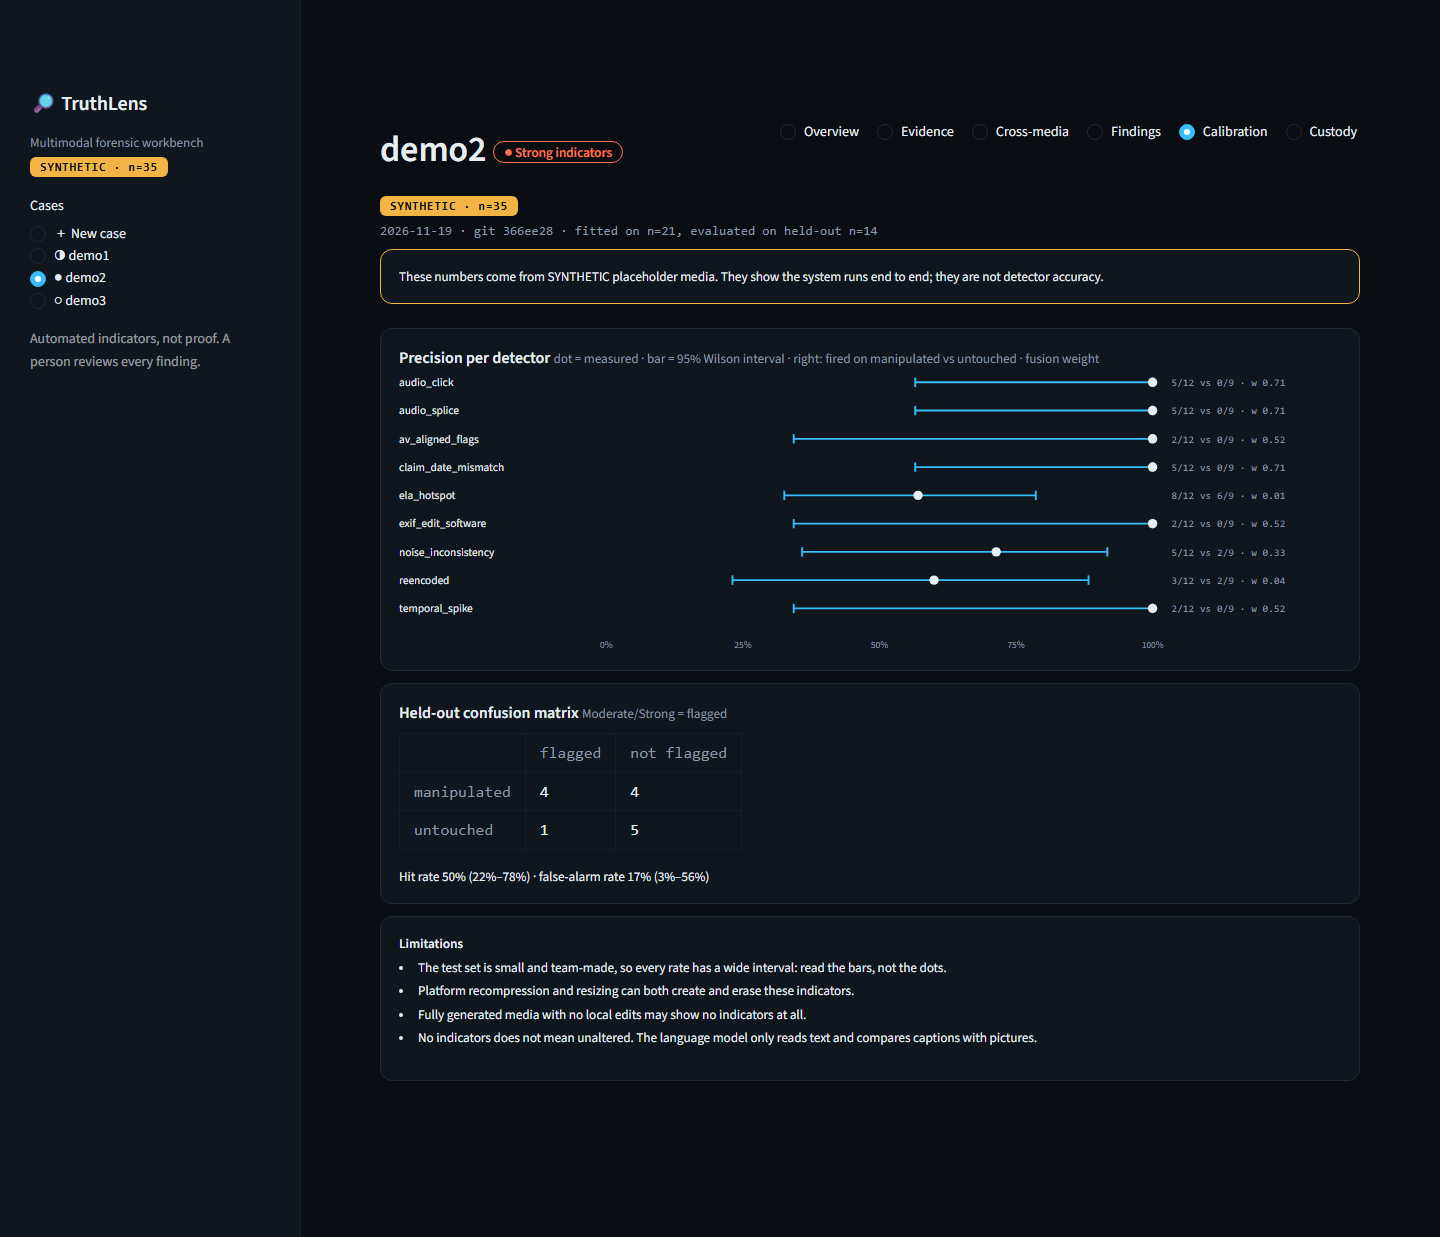 TruthLens
Multimodal forensic workbench
SYNTHETIC · n=35
Cases
+ New case
demo1
demo2
demo3
Automated indicators, not proof. A
person reviews every finding.
Overview Evidence Cross-media Findings Calibration Custody
demo2 Strong indicators
SYNTHETIC · n=35
2026-11-19 · git 366ee28 · fitted on n=21, evaluated on held-out n=14
These numbers come from SYNTHETIC placeholder media. They show the system runs end to end; they are not detector accuracy.
Precision per detector dot = measured · bar = 95% Wilson interval · right: fired on manipulated vs untouched · fusion weight
audio_click 5/12 vs 0/9 · w 0.71
audio_splice 5/12 vs 0/9 · w 0.71
av_aligned_flags 2/12 vs 0/9 · w 0.52
claim_date_mismatch 5/12 vs 0/9 · w 0.71
ela_hotspot 8/12 vs 6/9 · w 0.01
exif_edit_software 2/12 vs 0/9 · w 0.52
noise_inconsistency 5/12 vs 2/9 · w 0.33
reencoded 3/12 vs 2/9 · w 0.04
temporal_spike 2/12 vs 0/9 · w 0.52
0% 25% 50% 75% 100%
Held-out confusion matrix Moderate/Strong = flagged
flagged not flagged
manipulated 4 4
untouched 1 5
Hit rate 50% (22%–78%) · false-alarm rate 17% (3%–56%)
Limitations
• The test set is small and team-made, so every rate has a wide interval: read the bars, not the dots.
• Platform recompression and resizing can both create and erase these indicators.
• Fully generated media with no local edits may show no indicators at all.
• No indicators does not mean unaltered. The language model only reads text and compares captions with pictures.